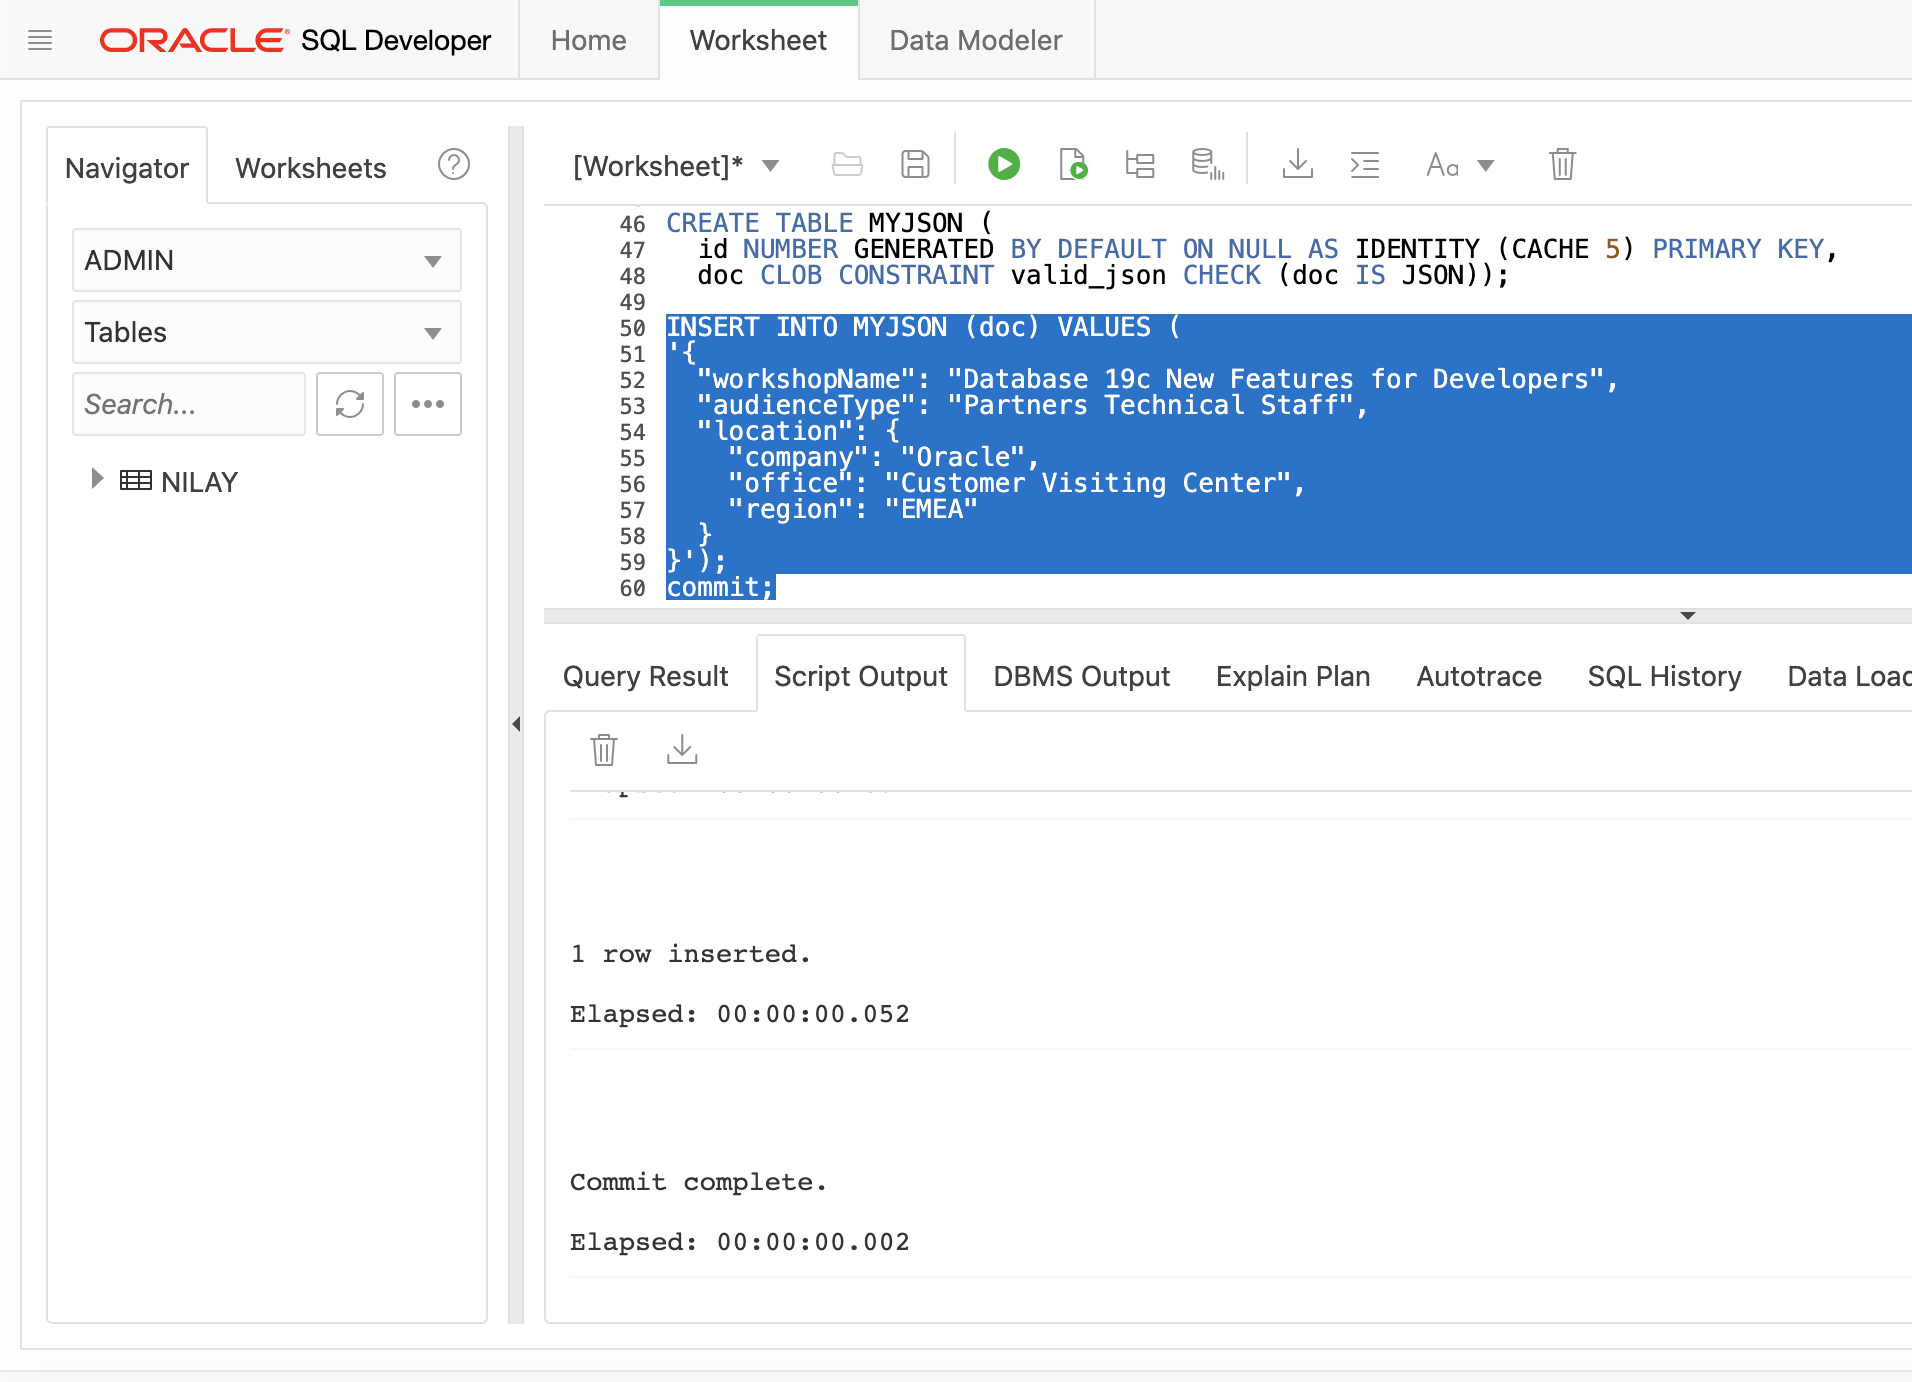 ORACLE® SQL Developer Home Worksheet Data Modeler
Navigator Worksheets ?
[Worksheet]* Aa
ADMIN
Tables
Search...
NILAY
46 CREATE TABLE MYJSON (
47   id NUMBER GENERATED BY DEFAULT ON NULL AS IDENTITY (CACHE 5) PRIMARY KEY,
48   doc CLOB CONSTRAINT valid_json CHECK (doc IS JSON));
49
50 INSERT INTO MYJSON (doc) VALUES (
51 '{
52   "workshopName": "Database 19c New Features for Developers",
53   "audienceType": "Partners Technical Staff",
54   "location": {
55     "company": "Oracle",
56     "office": "Customer Visiting Center",
57     "region": "EMEA"
58   }
59 }');
60 commit;
Query Result Script Output DBMS Output Explain Plan Autotrace SQL History Data Load
1 row inserted.
Elapsed: 00:00:00.052
Commit complete.
Elapsed: 00:00:00.002